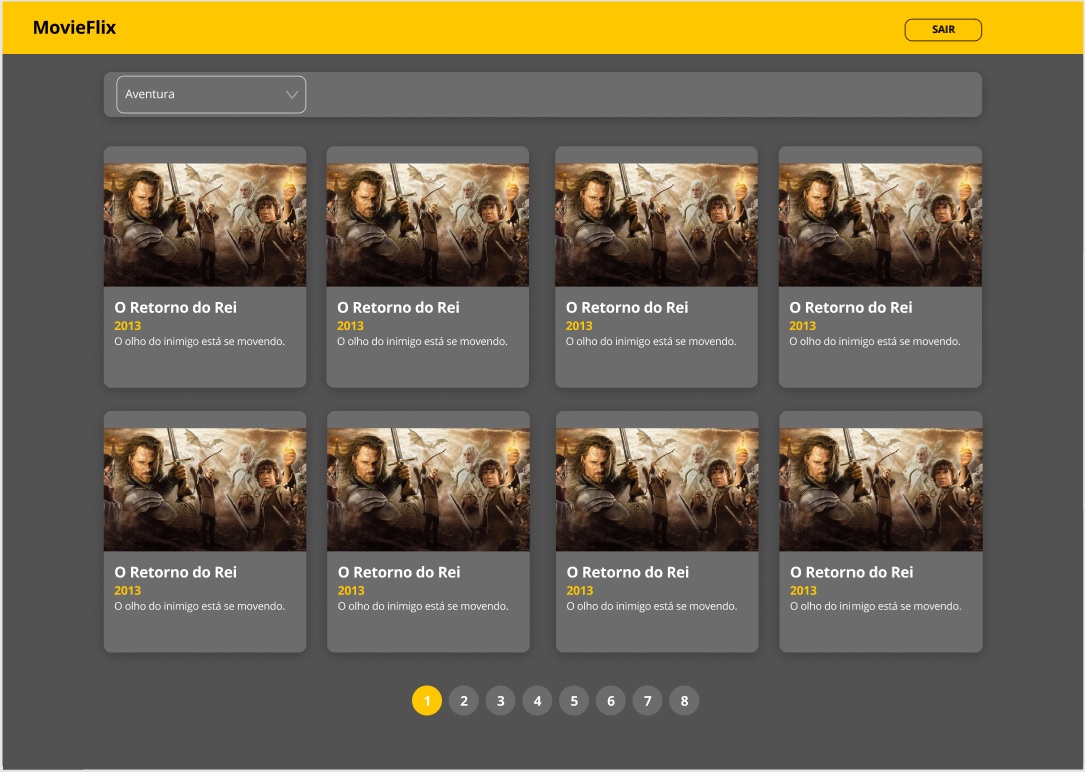 MovieFlix
SAIR
Aventura
O Retorno do Rei
2013
O olho do inimigo está se movendo.
O Retorno do Rei
2013
O olho do inimigo está se movendo.
O Retorno do Rei
2013
O olho do inimigo está se movendo.
O Retorno do Rei
2013
O olho do inimigo está se movendo.
O Retorno do Rei
2013
O olho do inimigo está se movendo.
O Retorno do Rei
2013
O olho do inimigo está se movendo.
O Retorno do Rei
2013
O olho do inimigo está se movendo.
O Retorno do Rei
2013
O olho do inimigo está se movendo.
1 2 3 4 5 6 7 8